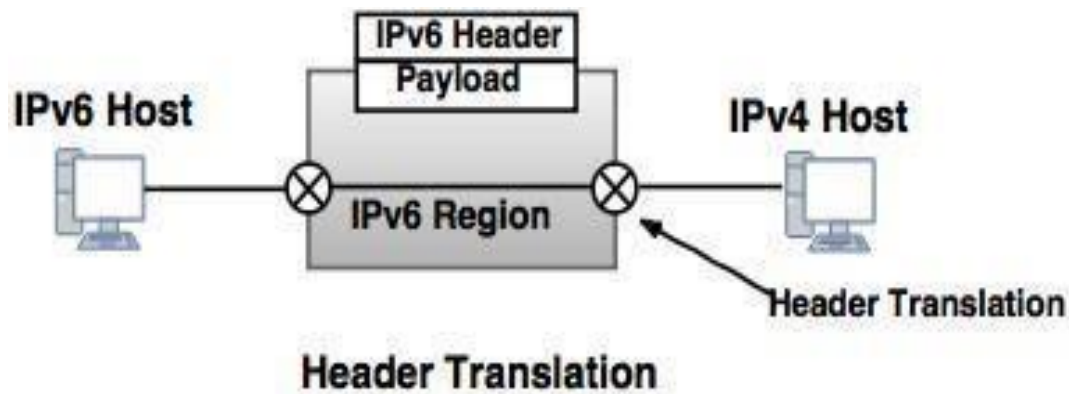 IPv6 Header
Payload
IPv6 Host
IPv4 Host
IPv6 Region
Header Translation
Header Translation